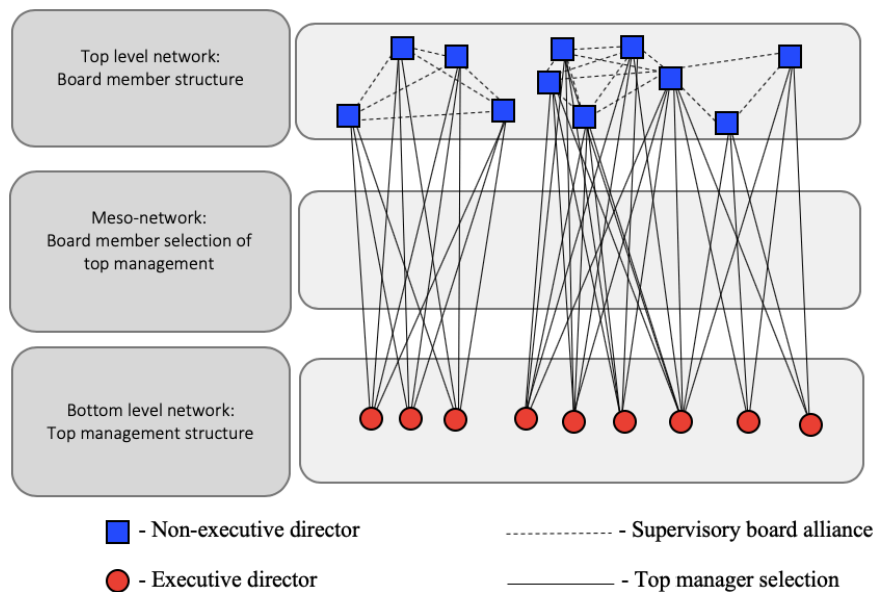 Top level network:
Board member structure
Meso-network:
Board member selection of
top management
Bottom level network:
Top management structure
- Non-executive director
- Supervisory board alliance
- Executive director
- Top manager selection